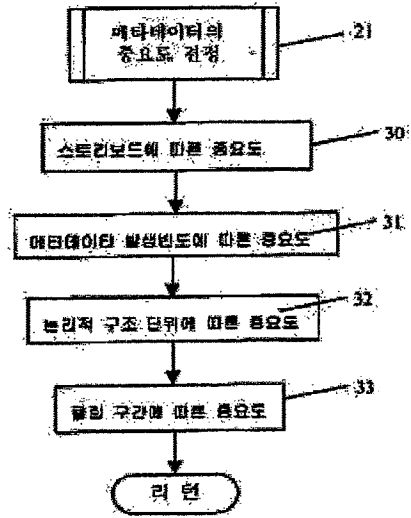 메타데이터의
중요도 결정
21
스토리보드에 따른 중요도
30
메타데이터 발생빈도에 따른 중요도
31
논리적 구조 단위에 따른 중요도
32
클립 구간에 따른 중요도
33
리 턴